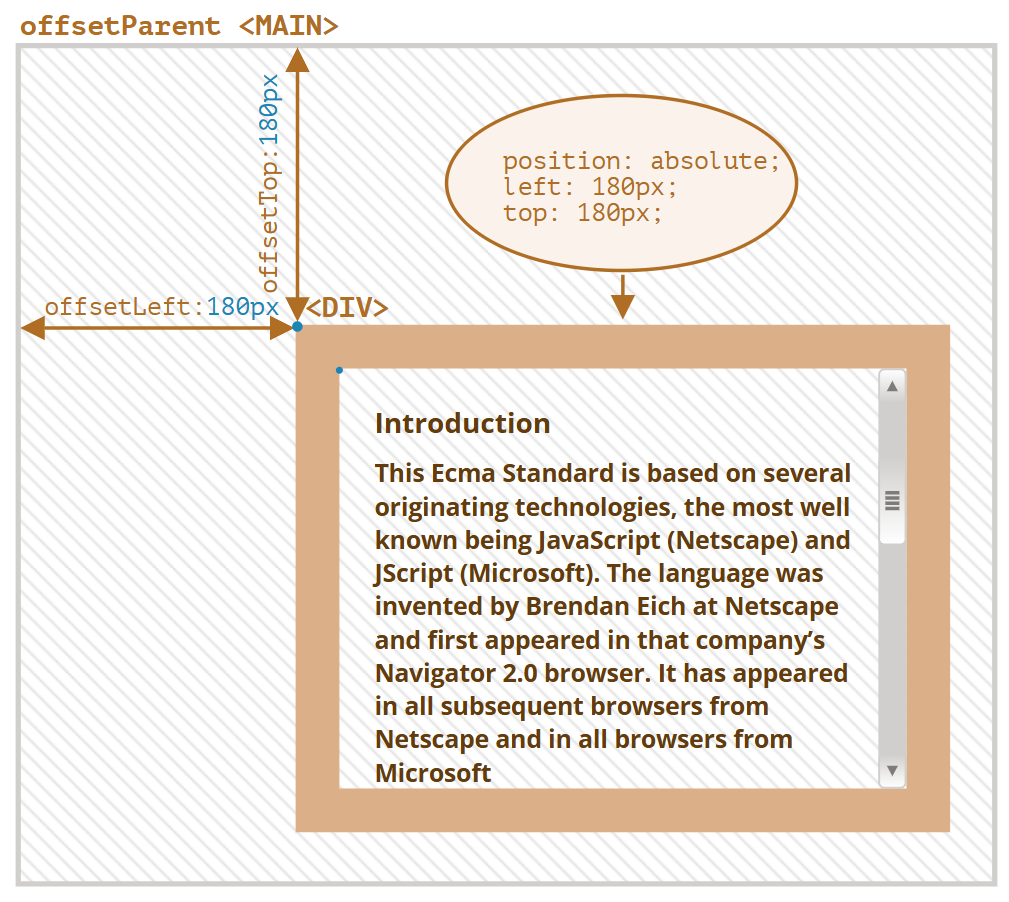 offsetParent <MAIN>
offsetTop:180px
position: absolute;
left: 180px;
top: 180px;
offsetLeft:180px
<DIV>
Introduction
This Ecma Standard is based on several
originating technologies, the most well
known being JavaScript (Netscape) and
JScript (Microsoft). The language was
invented by Brendan Eich at Netscape
and first appeared in that company’s
Navigator 2.0 browser. It has appeared
in all subsequent browsers from
Netscape and in all browsers from
Microsoft